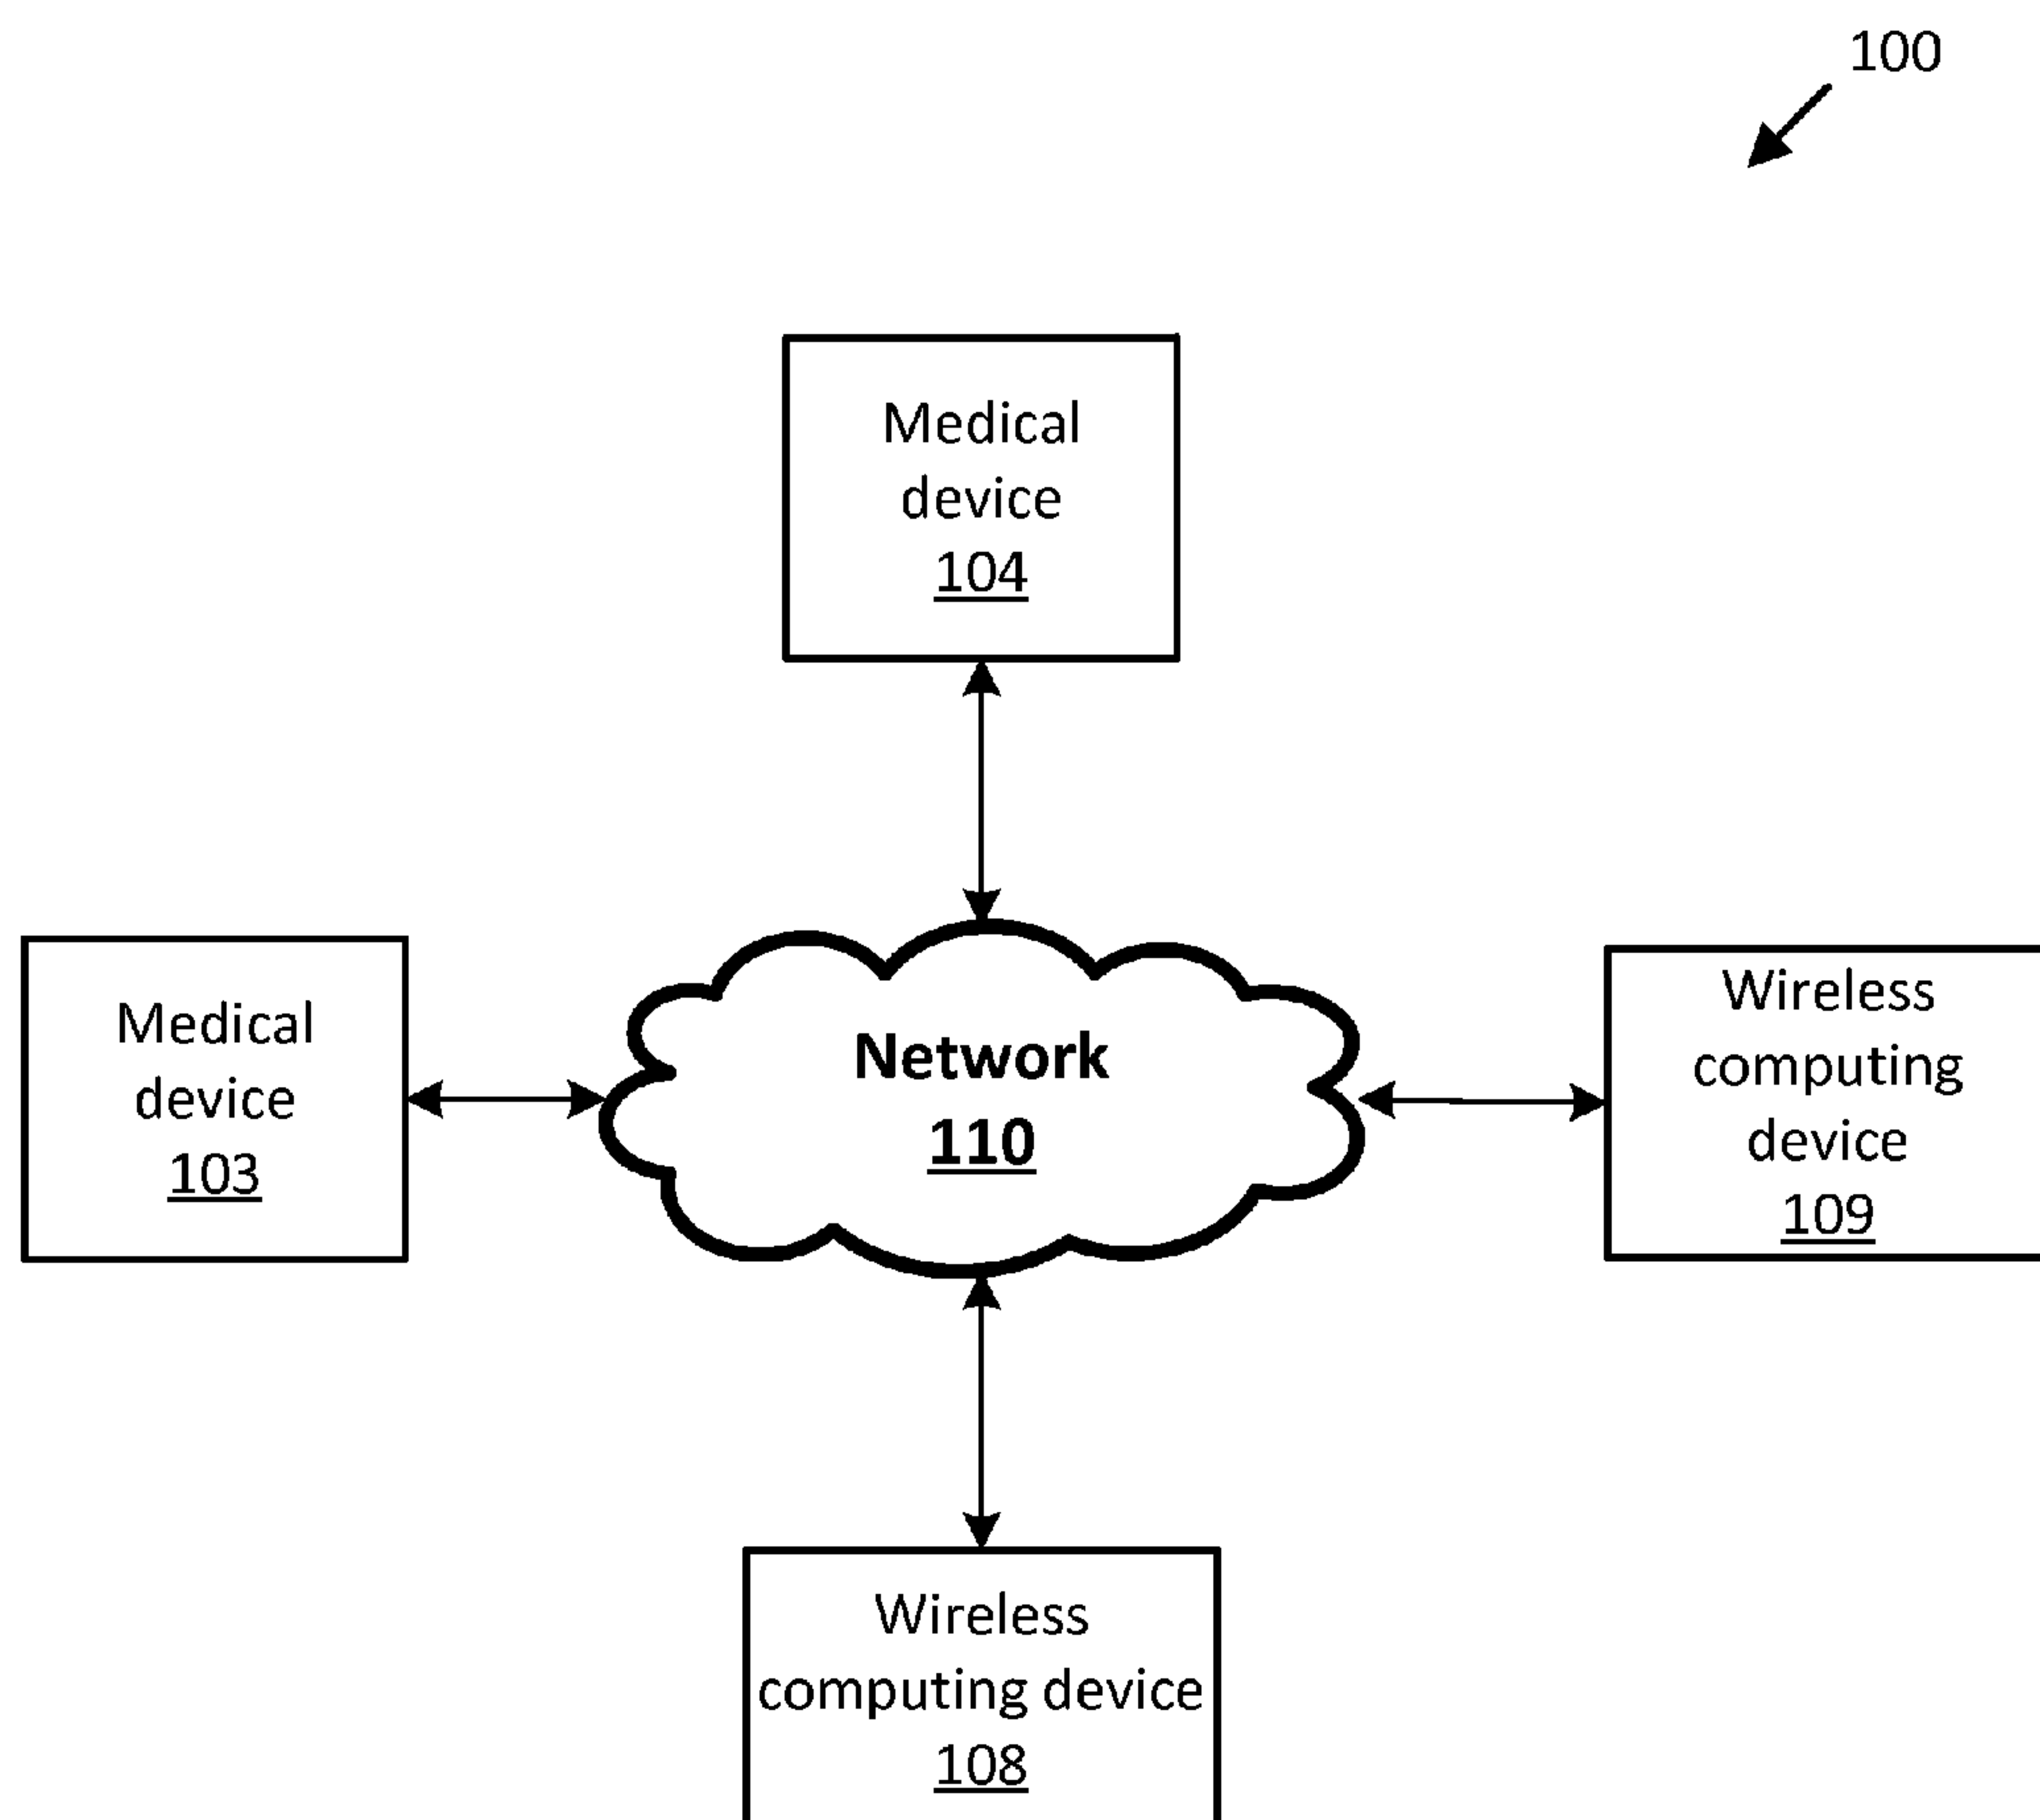 100
Medical
device
104
Medical
device
103
Network
110
Wireless
computing
device
109
Wireless
computing device
108